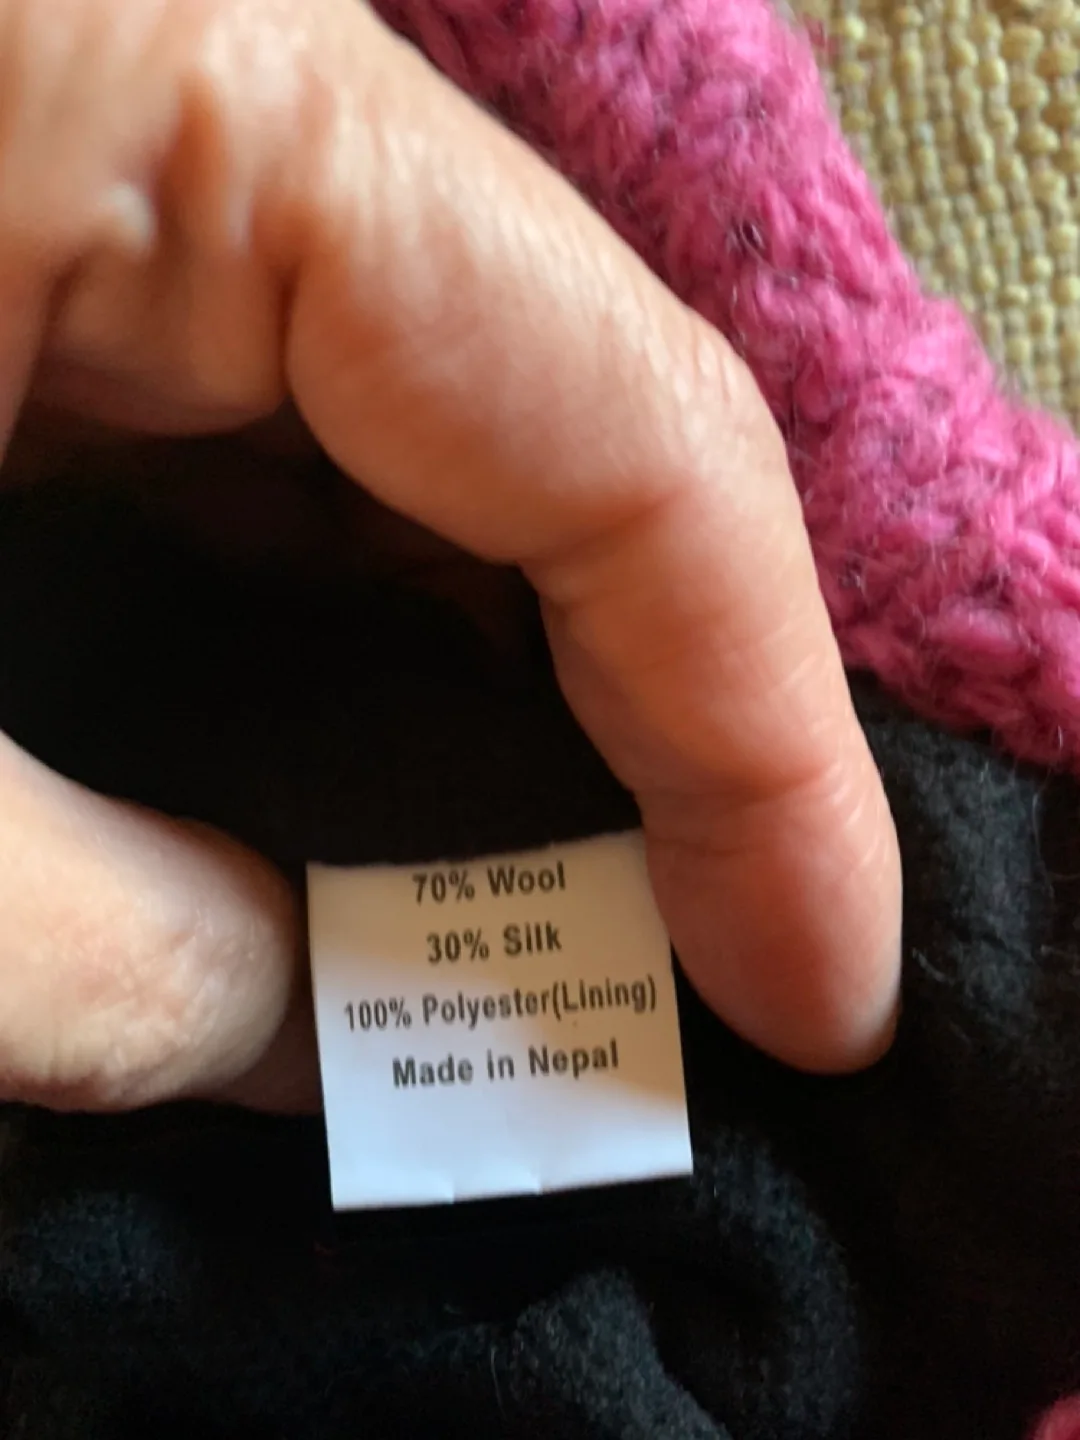 70% Wool
30% Silk
100% Polyester(Lining)
Made in Nepal